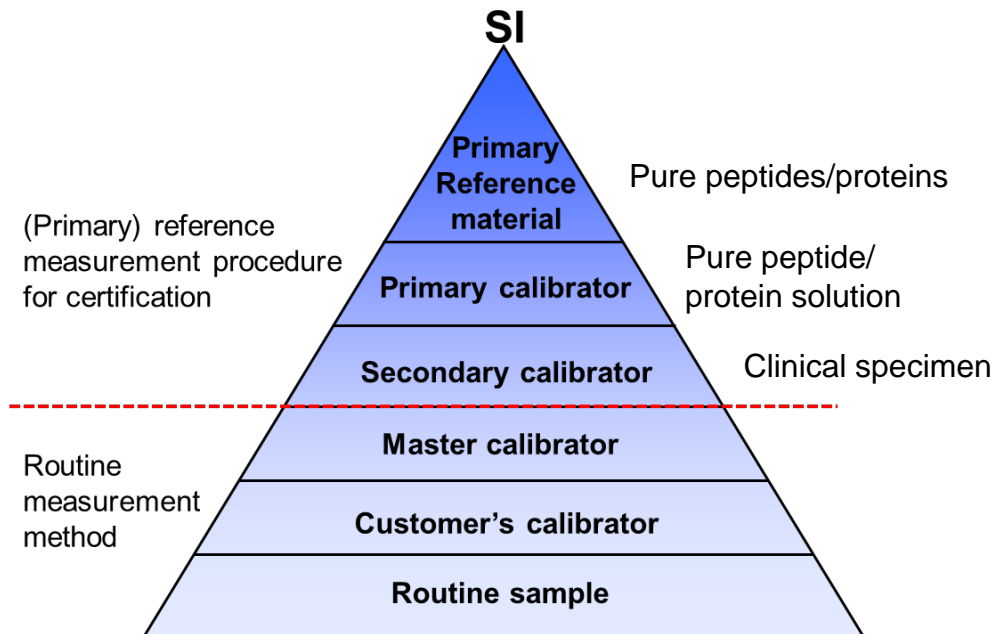 SI
Primary
Reference
material
Pure peptides/proteins
(Primary) reference
measurement procedure
for certification
Primary calibrator
Pure peptide/
protein solution
Secondary calibrator
Clinical specimen
Master calibrator
Routine
measurement
method
Customer’s calibrator
Routine sample